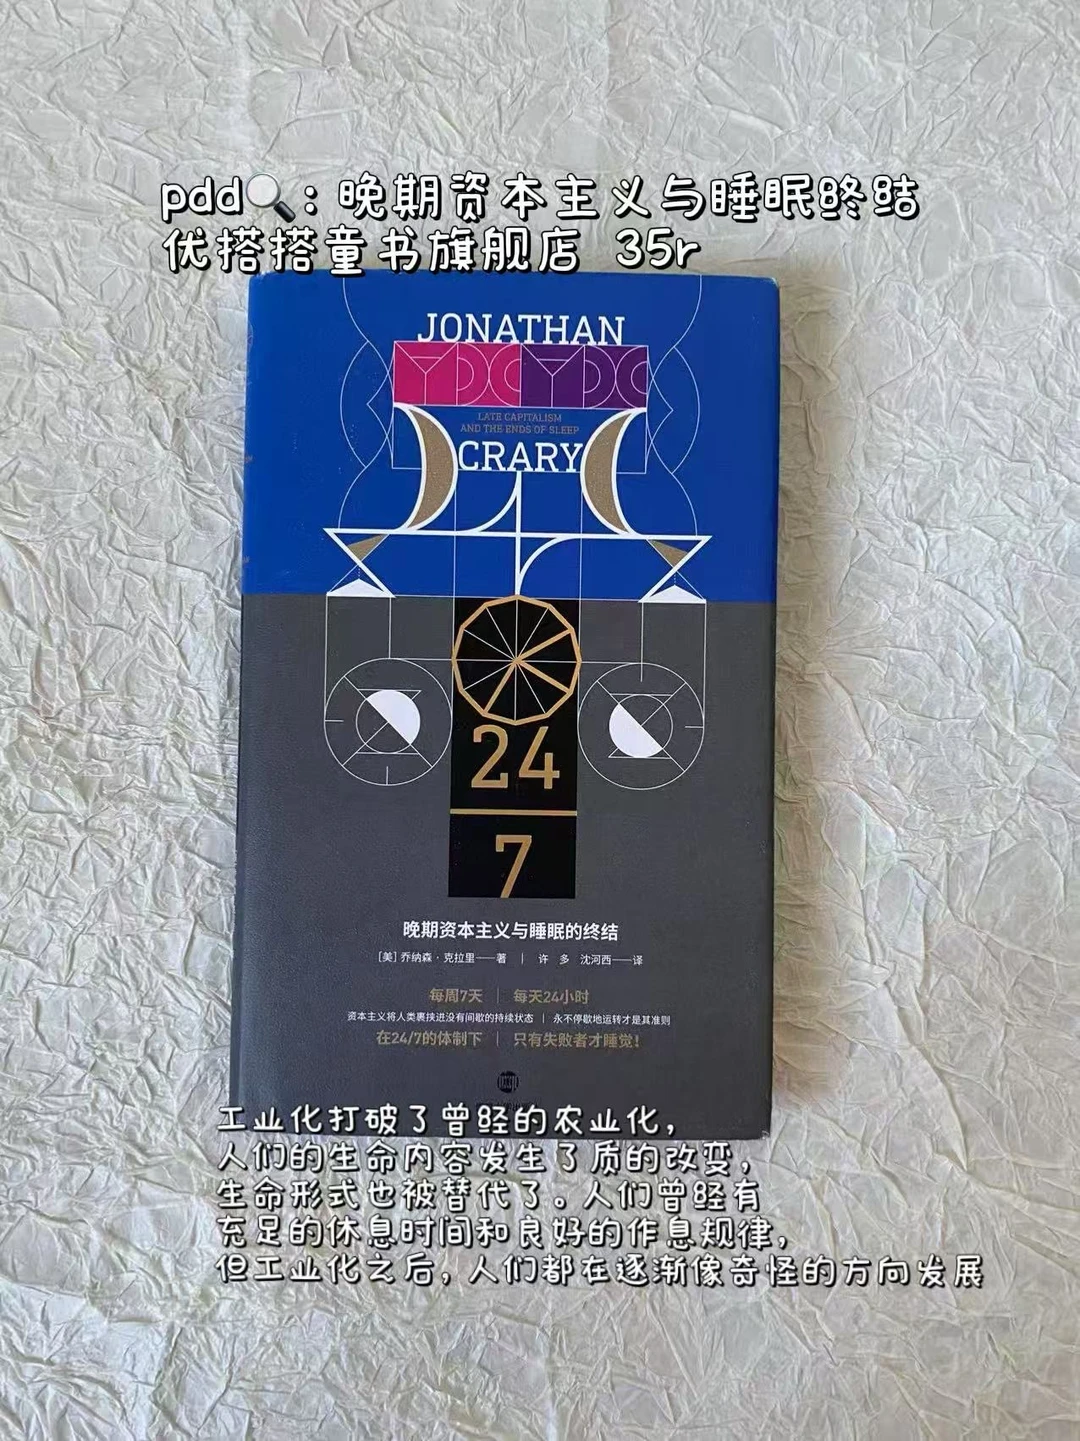 pdd🔍：晚期资本主义与睡眠终结
优搭搭童书旗舰店 35r
JONATHAN
LATE CAPITALISM
AND THE ENDS OF SLEEP
CRARY
24
7
晚期资本主义与睡眠的终结
[美] 乔纳森·克拉里——著 | 许 多 沈河西——译
每周7天 | 每天24小时
资本主义将人类裹挟进没有间歇的持续状态 | 永不停歇地运转才是其准则
在24/7的体制下 | 只有失败者才睡觉！
工业化打破了曾经的农业化，
人们的生命内容发生了质的改变，
生命形式也被替代了。人们曾经有
充足的休息时间和良好的作息规律，
但工业化之后，人们都在逐渐像奇怪的方向发展